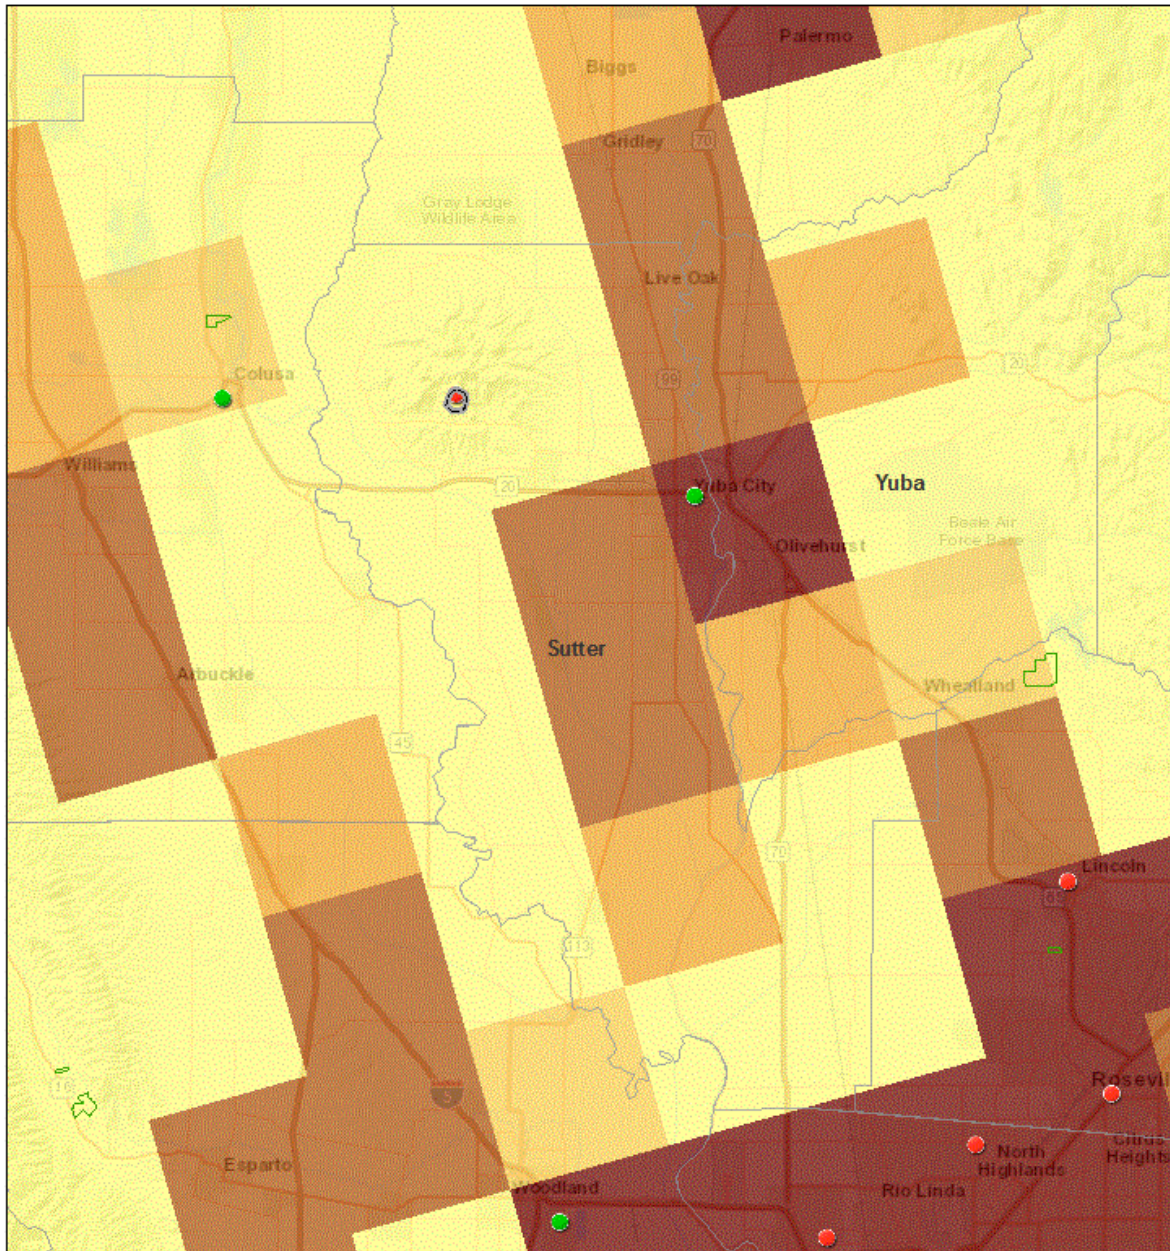 Palermo
Biggs
Gridley
70
Gray Lodge
Wildlife Area
Live Oak
Colusa
99
20
Williams
20
Yuba City
Yuba
Beale Air
Force Base
Olivehurst
Sutter
Arbuckle
Wheatland
45
70
Lincoln
65
113
16
5
Rosevil
Citrus
Heights
North
Highlands
Esparto
Woodland
Rio Linda